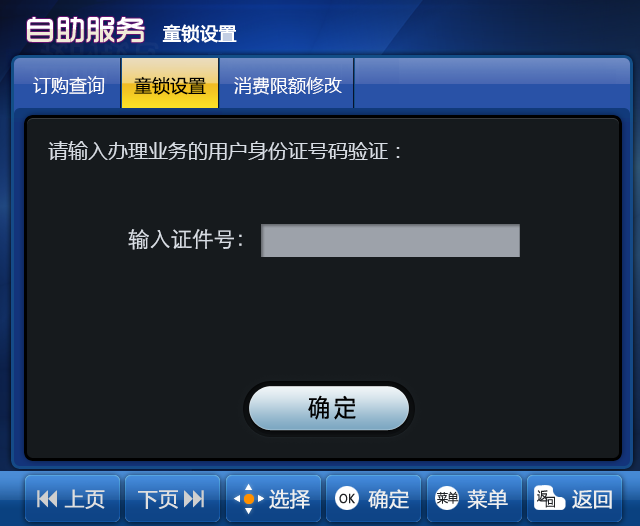 自助服务 童锁设置
订购查询 童锁设置 消费限额修改
请输入办理业务的用户身份证号码验证：
输入证件号：
确定
上页 下页 选择 OK 确定 菜单 菜单 返回 返回